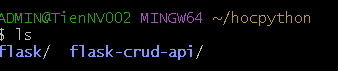 ADMIN@TienNV002 MINGW64 ~/hocpython
$ ls
flask/  flask-crud-api/